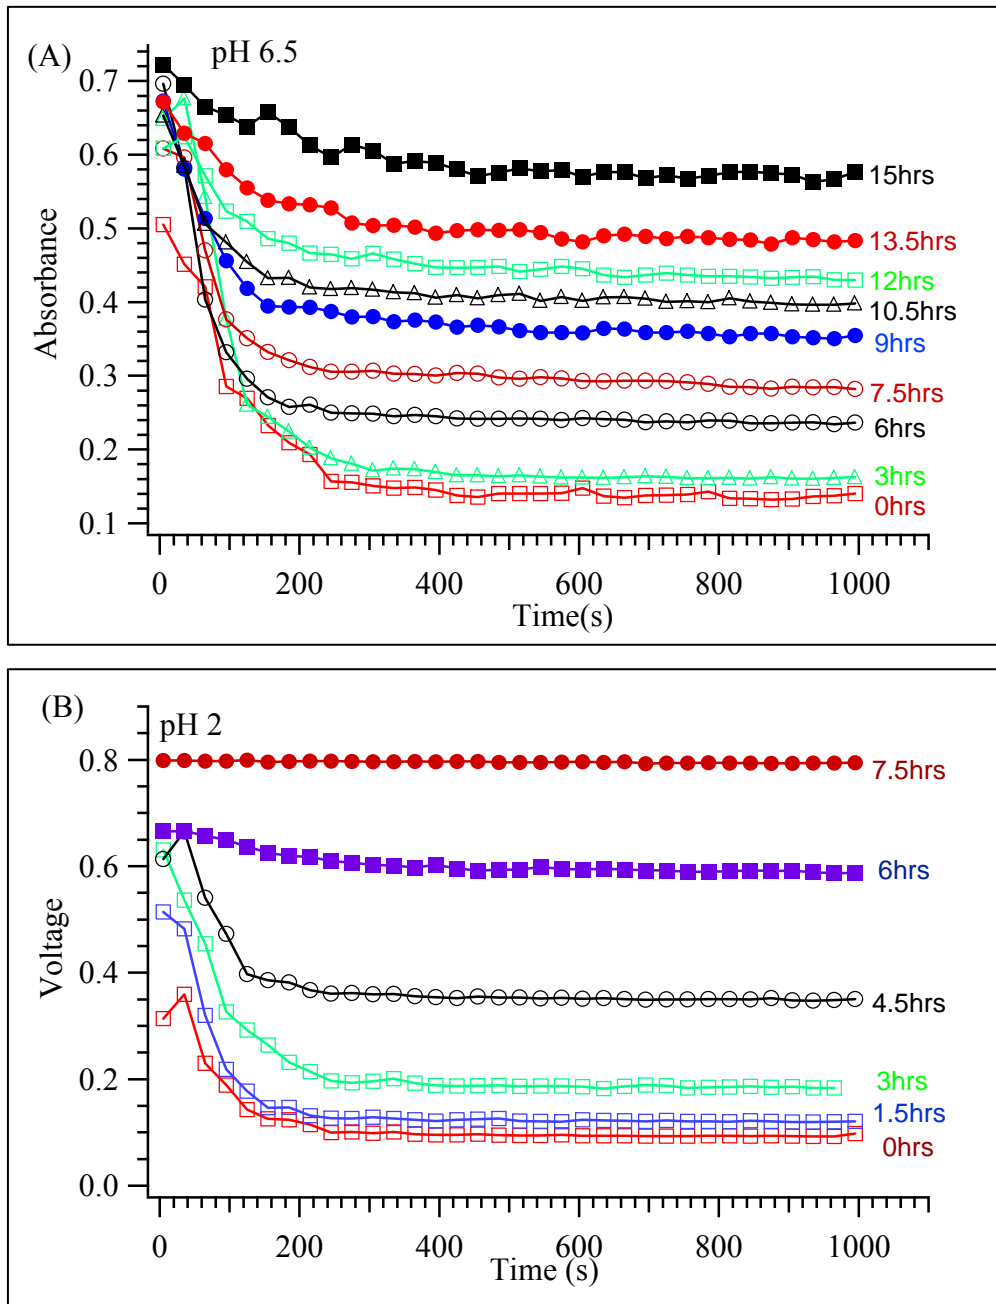 (A)
pH 6.5
0.7
0.6
0.5
0.4
0.3
0.2
0.1
Absorbance
15hrs
13.5hrs
12hrs
10.5hrs
9hrs
7.5hrs
6hrs
3hrs
0hrs
0 200 400 600 800 1000
Time(s)
(B)
pH 2
0.8
0.6
0.4
0.2
0.0
Voltage
7.5hrs
6hrs
4.5hrs
3hrs
1.5hrs
0hrs
0 200 400 600 800 1000
Time (s)